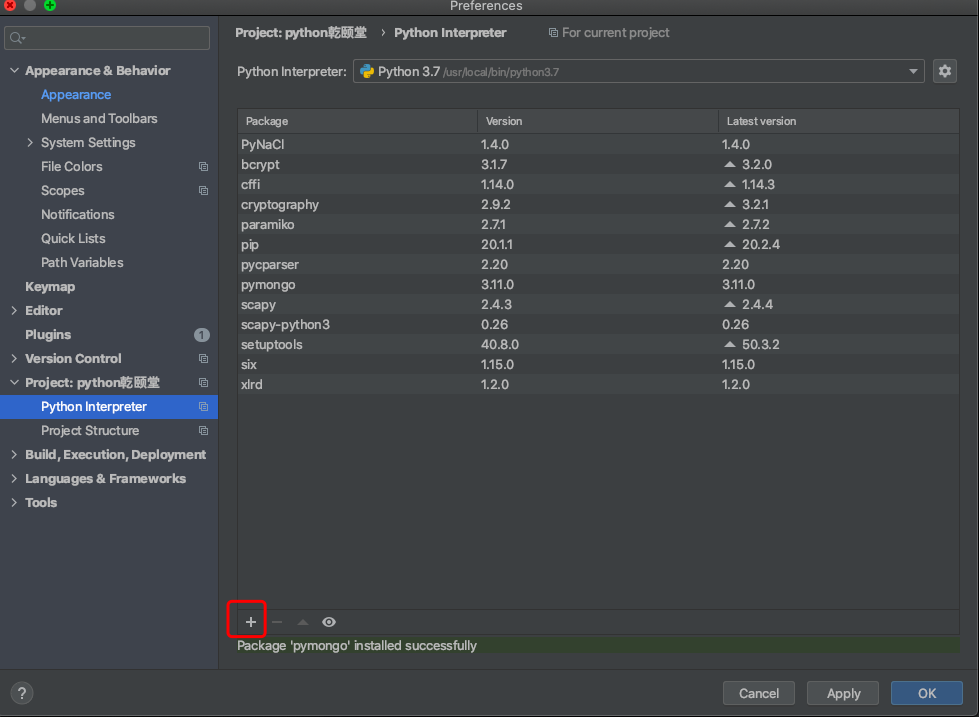 Preferences
Project: python乾颐堂 › Python Interpreter For current project
Python Interpreter: Python 3.7 /usr/local/bin/python3.7
Appearance & Behavior
Appearance
Menus and Toolbars
System Settings
File Colors
Scopes
Notifications
Quick Lists
Path Variables
Keymap
Editor
Plugins 1
Version Control
Project: python乾颐堂
Python Interpreter
Project Structure
Build, Execution, Deployment
Languages & Frameworks
Tools
Package Version Latest version
PyNaCl 1.4.0 1.4.0
bcrypt 3.1.7 3.2.0
cffi 1.14.0 1.14.3
cryptography 2.9.2 3.2.1
paramiko 2.7.1 2.7.2
pip 20.1.1 20.2.4
pycparser 2.20 2.20
pymongo 3.11.0 3.11.0
scapy 2.4.3 2.4.4
scapy-python3 0.26 0.26
setuptools 40.8.0 50.3.2
six 1.15.0 1.15.0
xlrd 1.2.0 1.2.0
Package 'pymongo' installed successfully
? Cancel Apply OK